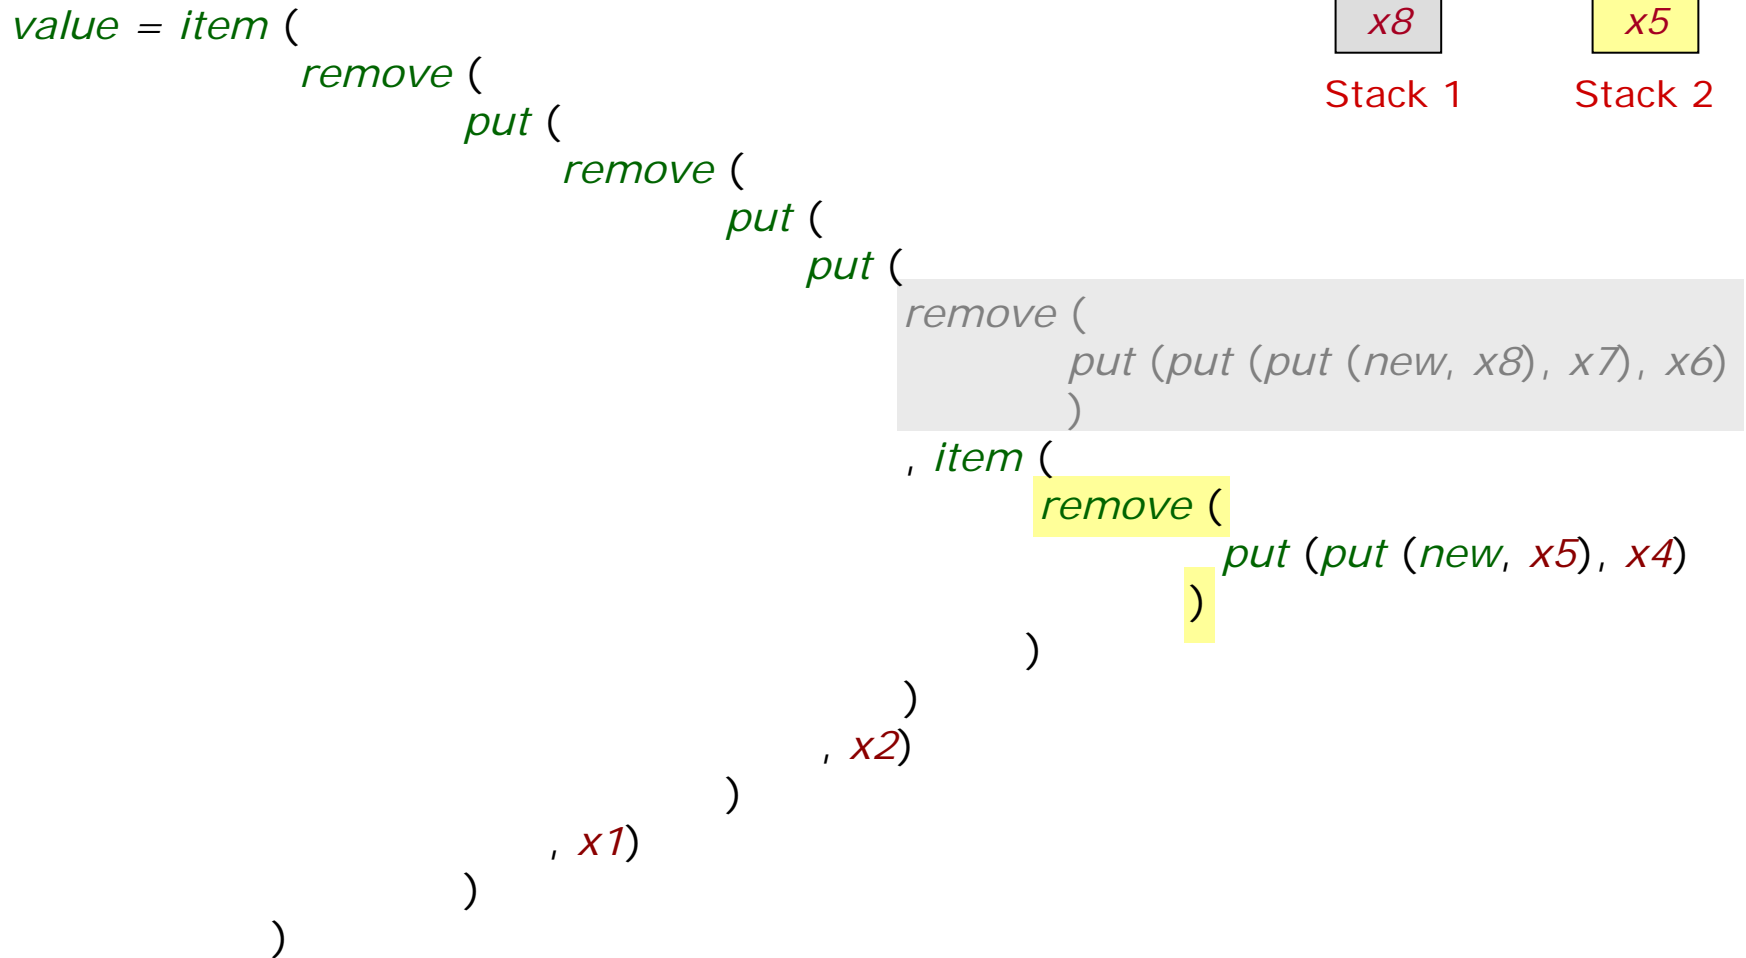 value = item (
x8
x5
remove (
Stack 1
Stack 2
put (
remove (
put (
put (
remove (
put (put (put (new, x8), x7), x6)
)
, item (
remove (
put (put (new, x5), x4)
)
)
)
, x2)
)
, x1)
)
)